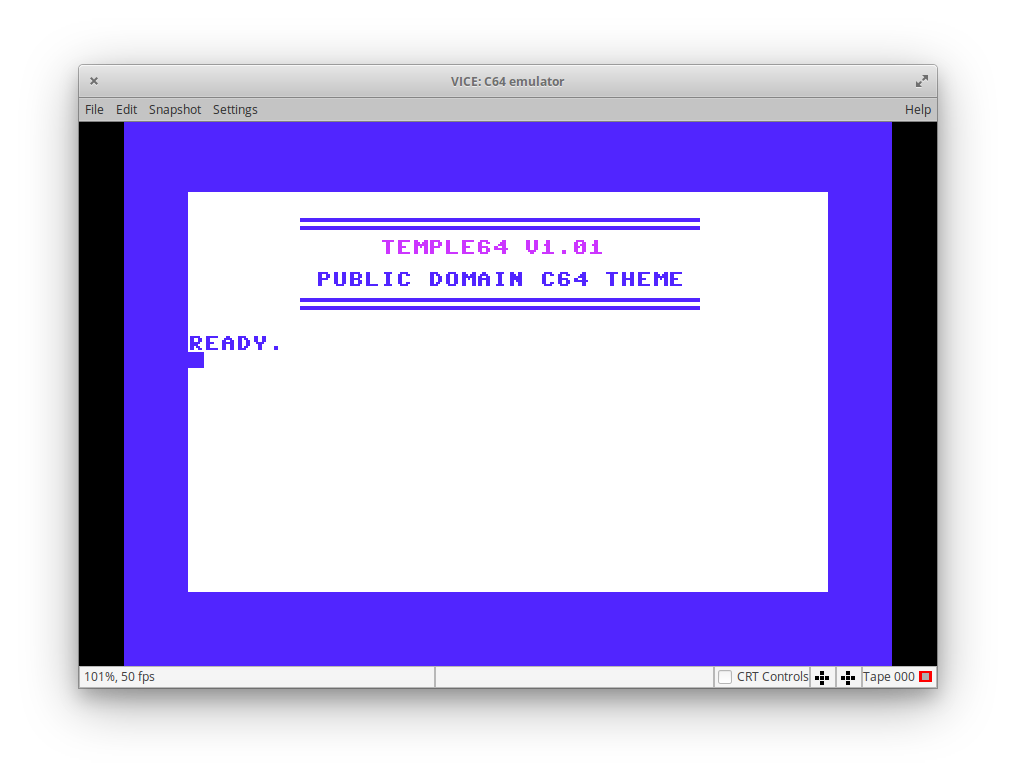 VICE: C64 emulator
File Edit Snapshot Settings Help
TEMPLE64 V1.01
PUBLIC DOMAIN C64 THEME
READY.
101%, 50 fps CRT Controls Tape 000